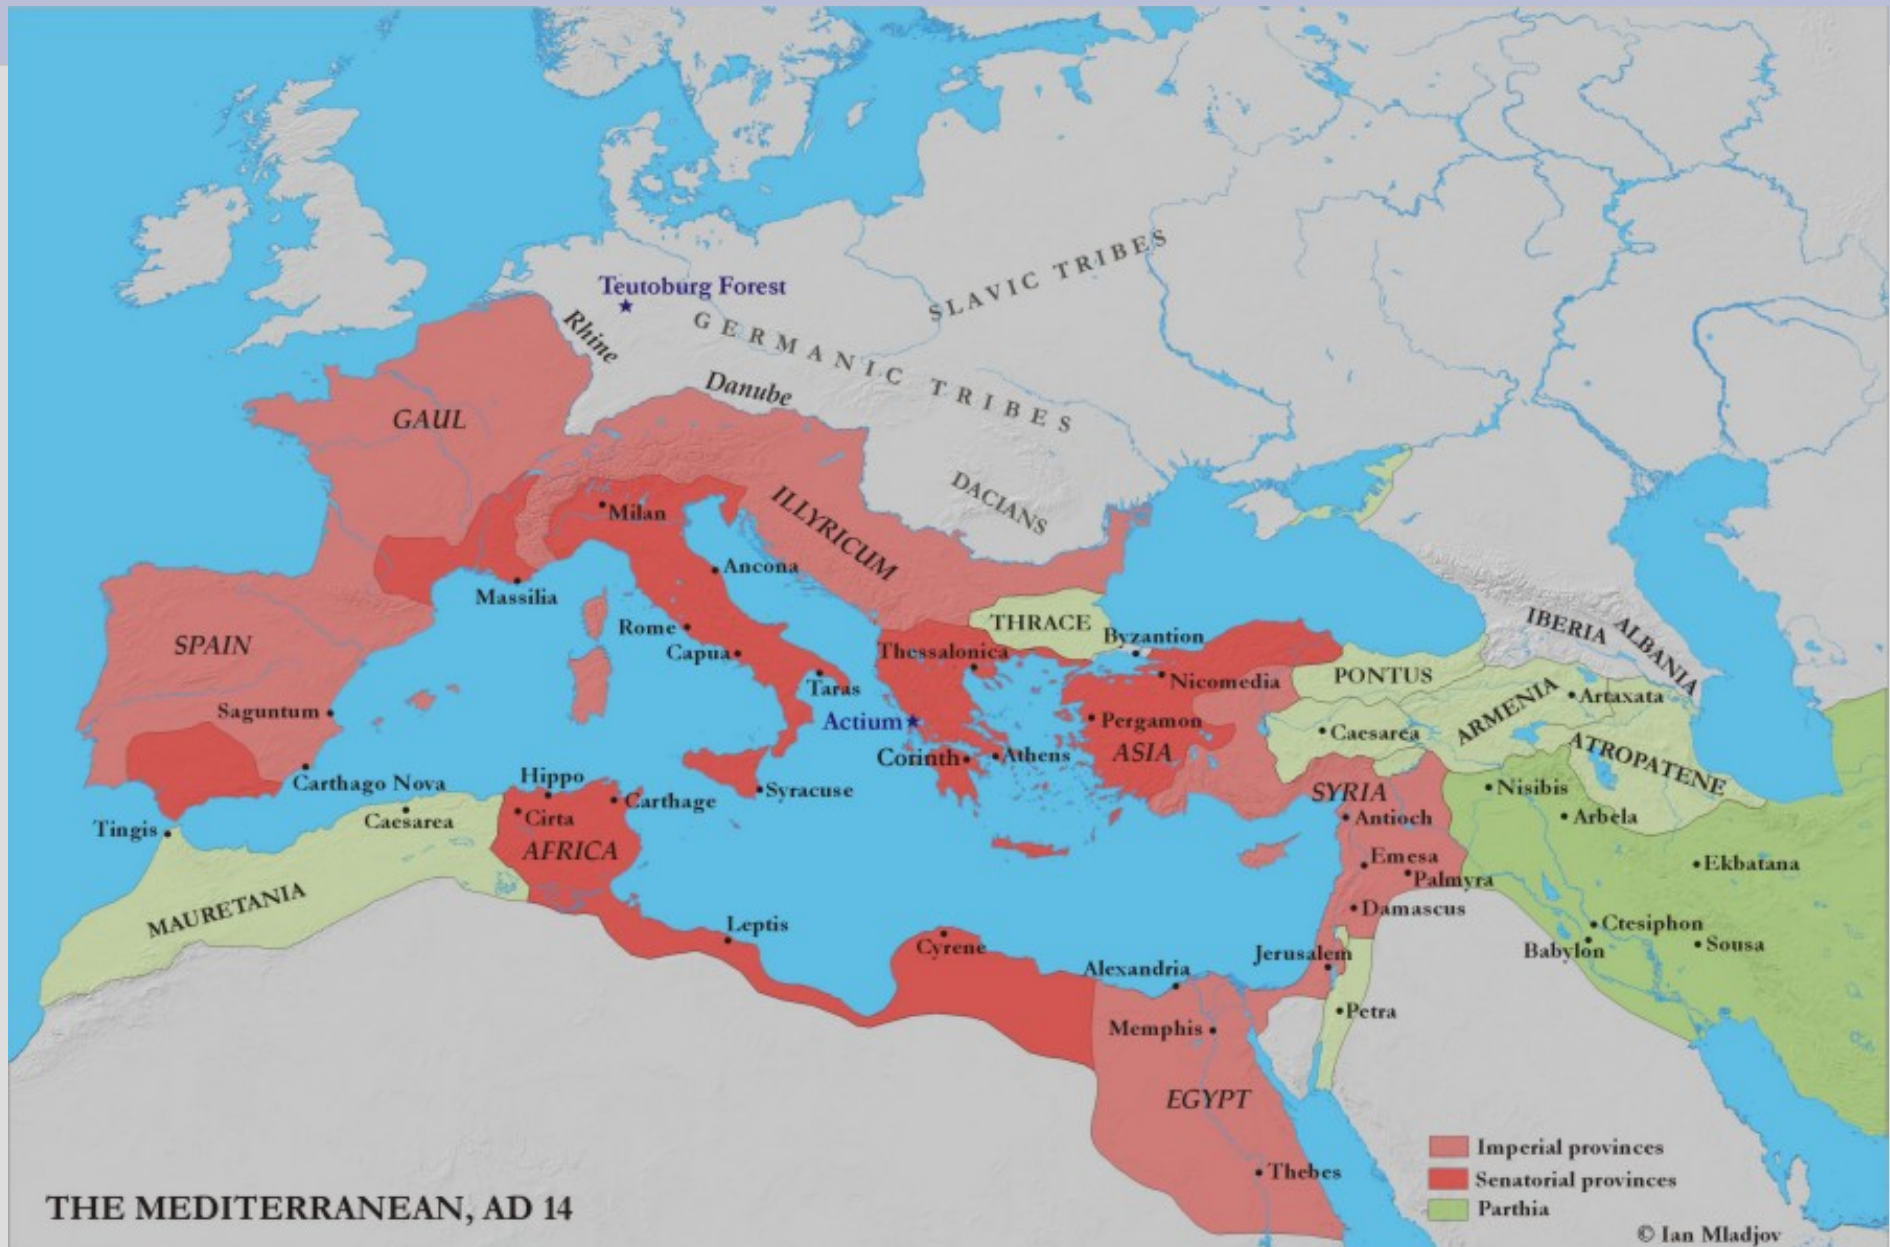 Teutoburg Forest
SLAVIC TRIBES
Rhine
GERMANIC TRIBES
Danube
GAUL
DACIANS
ILLYRICUM
Milan
Ancona
Massilia
SPAIN
Rome
Capua
Taras
THRACE
Byzantion
Thessalonica
Nicomedia
PONTUS
IBERIA
ALBANIA
ARMENIA
Artaxata
Saguntum
Actium
Pergamon
ASIA
Caesarea
ATROPATENE
Corinth
Athens
Carthago Nova
Hippo
Syracuse
SYRIA
Nisibis
Tingis
Caesarea
Cirta
Carthage
AFRICA
Antioch
Arbela
Emesa
Palmyra
Ekbatana
MAURETANIA
Leptis
Cyrene
Damascus
Ctesiphon
Babylon
Sousa
Alexandria
Jerusalem
Memphis
Petra
EGYPT
Thebes
Imperial provinces
Senatorial provinces
Parthia
THE MEDITERRANEAN, AD 14
© Ian Mladjov